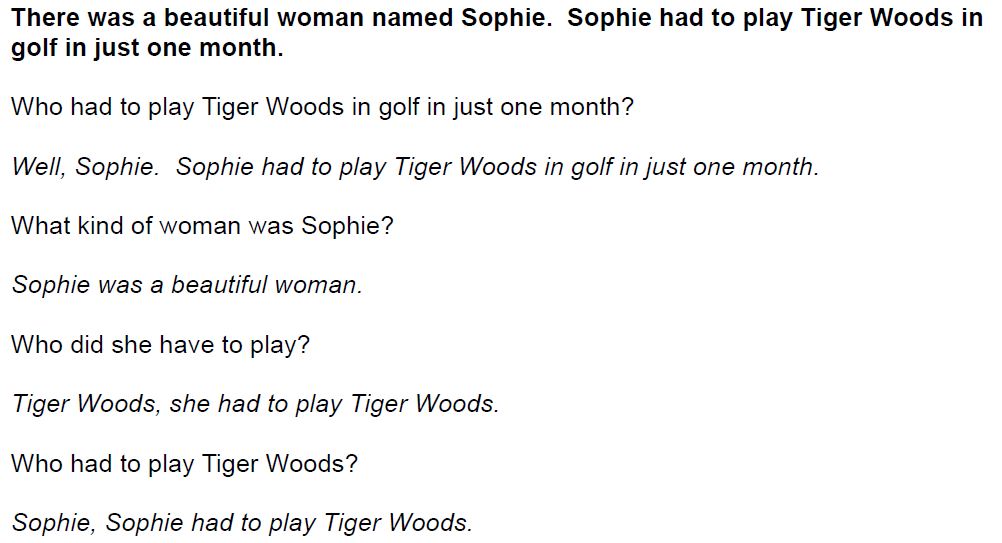 There was a beautiful woman named Sophie.  Sophie had to play Tiger Woods in
golf in just one month.
Who had to play Tiger Woods in golf in just one month?
Well, Sophie.  Sophie had to play Tiger Woods in golf in just one month.
What kind of woman was Sophie?
Sophie was a beautiful woman.
Who did she have to play?
Tiger Woods, she had to play Tiger Woods.
Who had to play Tiger Woods?
Sophie, Sophie had to play Tiger Woods.